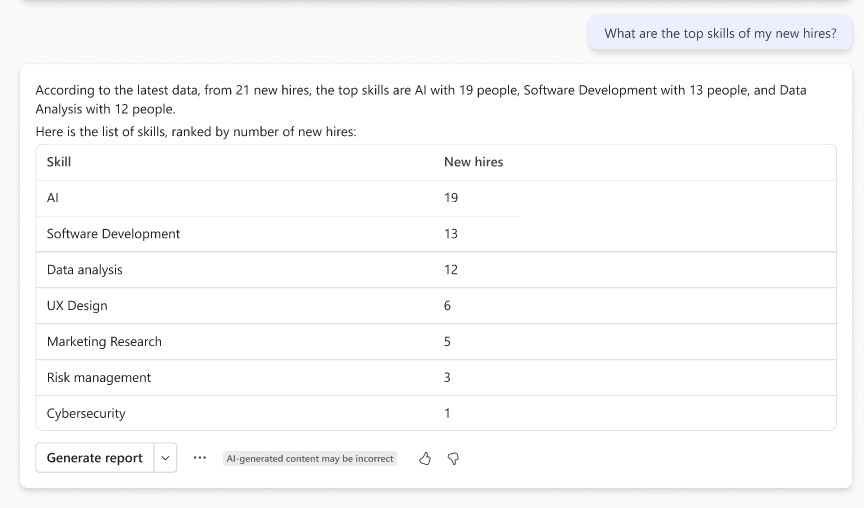 What are the top skills of my new hires?
According to the latest data, from 21 new hires, the top skills are AI with 19 people, Software Development with 13 people, and Data
Analysis with 12 people.
Here is the list of skills, ranked by number of new hires:
Skill New hires
AI 19
Software Development 13
Data analysis 12
UX Design 6
Marketing Research 5
Risk management 3
Cybersecurity 1
Generate report ··· AI-generated content may be incorrect